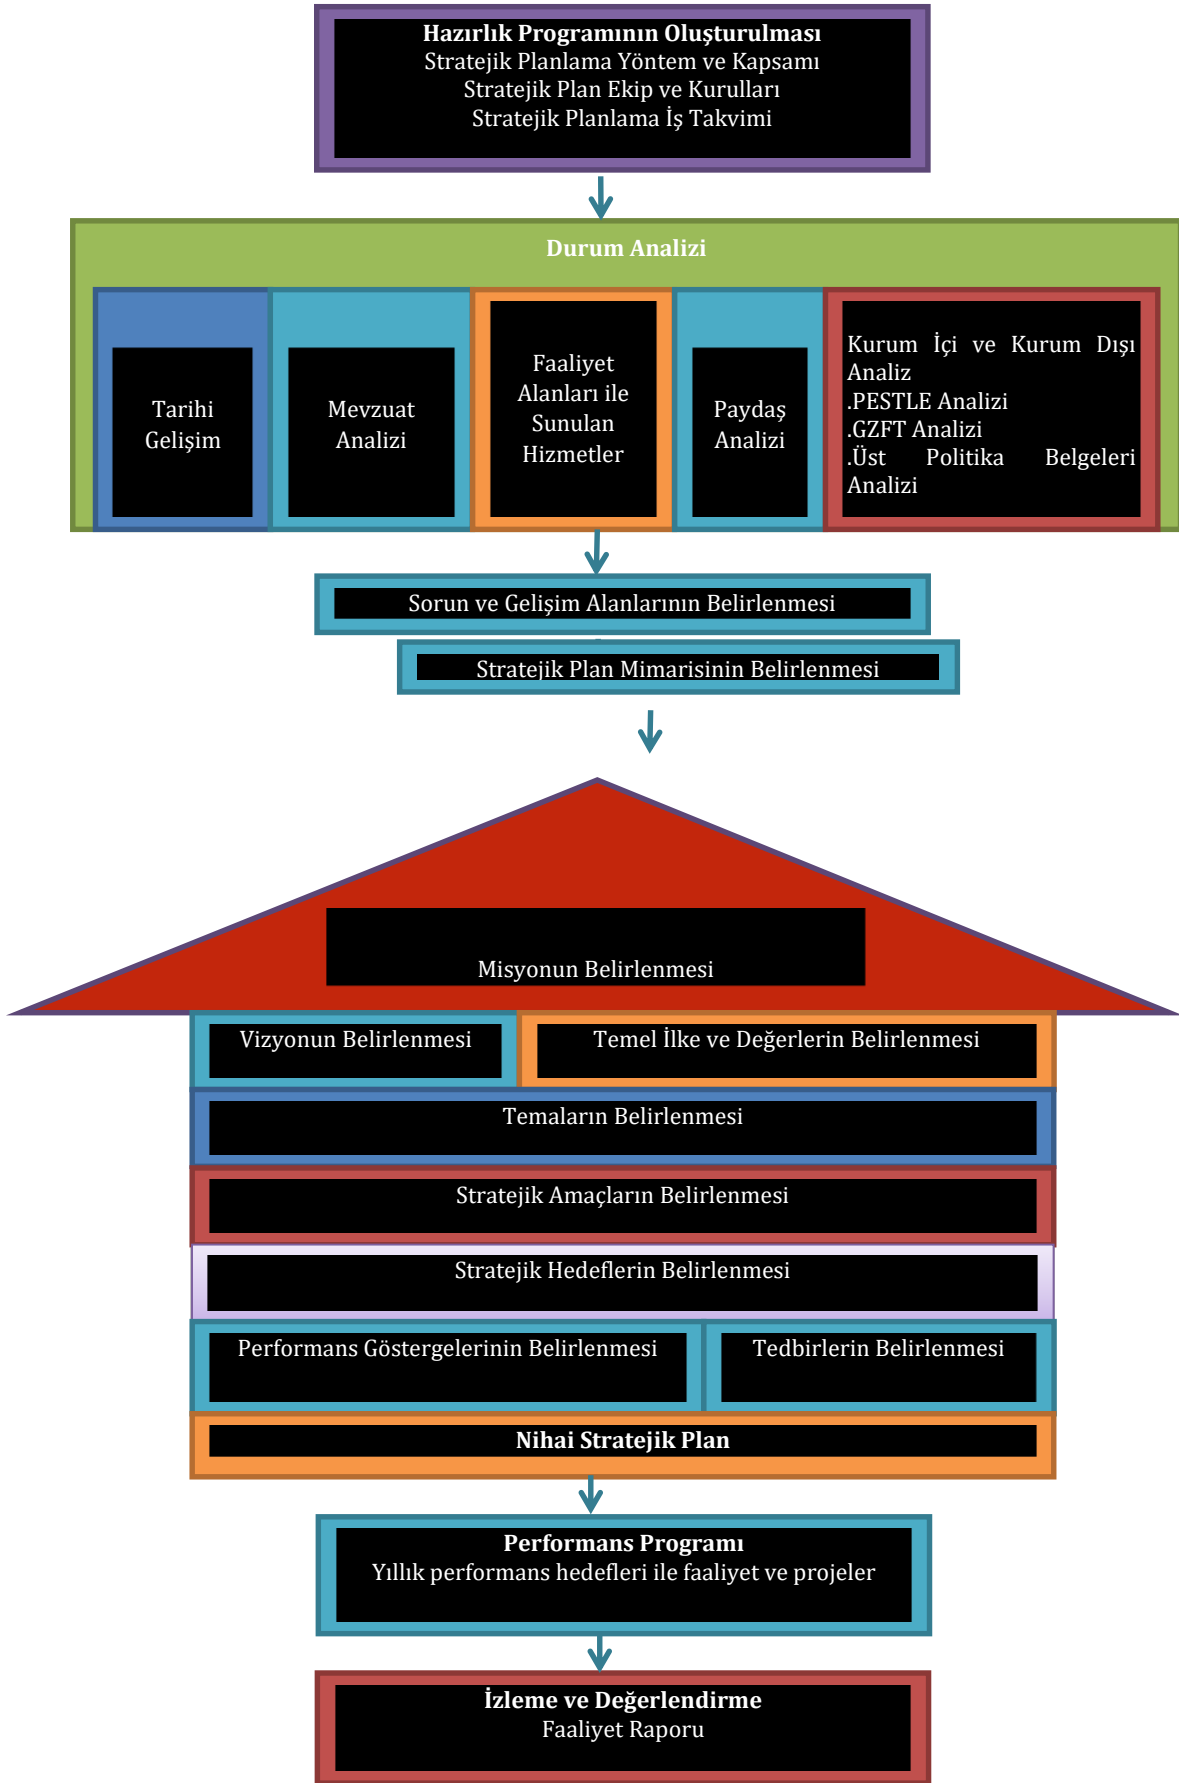 Hazırlık Programının Oluşturulması
Stratejik Planlama Yöntem ve Kapsamı
Stratejik Plan Ekip ve Kurulları
Stratejik Planlama İş Takvimi
Durum Analizi
Tarihi
Gelişim
Mevzuat
Analizi
Faaliyet
Alanları ile
Sunulan
Hizmetler
Paydaş
Analizi
Kurum İçi ve Kurum Dışı
Analiz
.PESTLE Analizi
.GZFT Analizi
.Üst Politika Belgeleri
Analizi
Sorun ve Gelişim Alanlarının Belirlenmesi
Stratejik Plan Mimarisinin Belirlenmesi
Misyonun Belirlenmesi
Vizyonun Belirlenmesi
Temel İlke ve Değerlerin Belirlenmesi
Temaların Belirlenmesi
Stratejik Amaçların Belirlenmesi
Stratejik Hedeflerin Belirlenmesi
Performans Göstergelerinin Belirlenmesi
Tedbirlerin Belirlenmesi
Nihai Stratejik Plan
Performans Programı
Yıllık performans hedefleri ile faaliyet ve projeler
İzleme ve Değerlendirme
Faaliyet Raporu